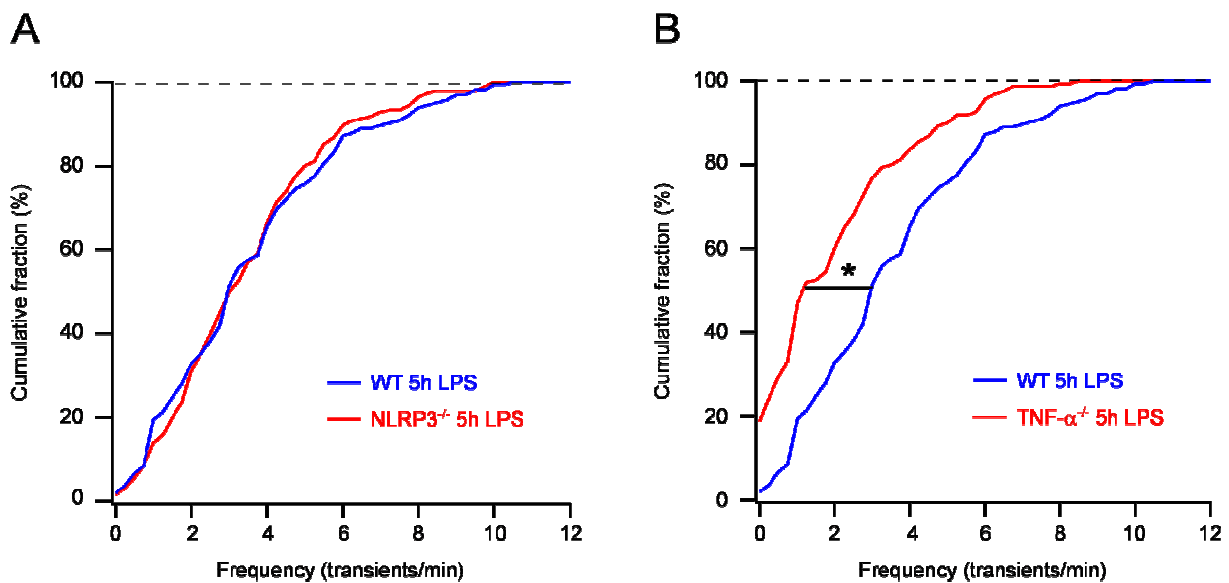 A
100
80
60
40
20
0
Cumulative fraction (%)
WT 5h LPS
NLRP3-/- 5h LPS
0 2 4 6 8 10 12
Frequency (transients/min)
B
100
80
60
40
20
0
Cumulative fraction (%)
*
WT 5h LPS
TNF-α-/- 5h LPS
0 2 4 6 8 10 12
Frequency (transients/min)